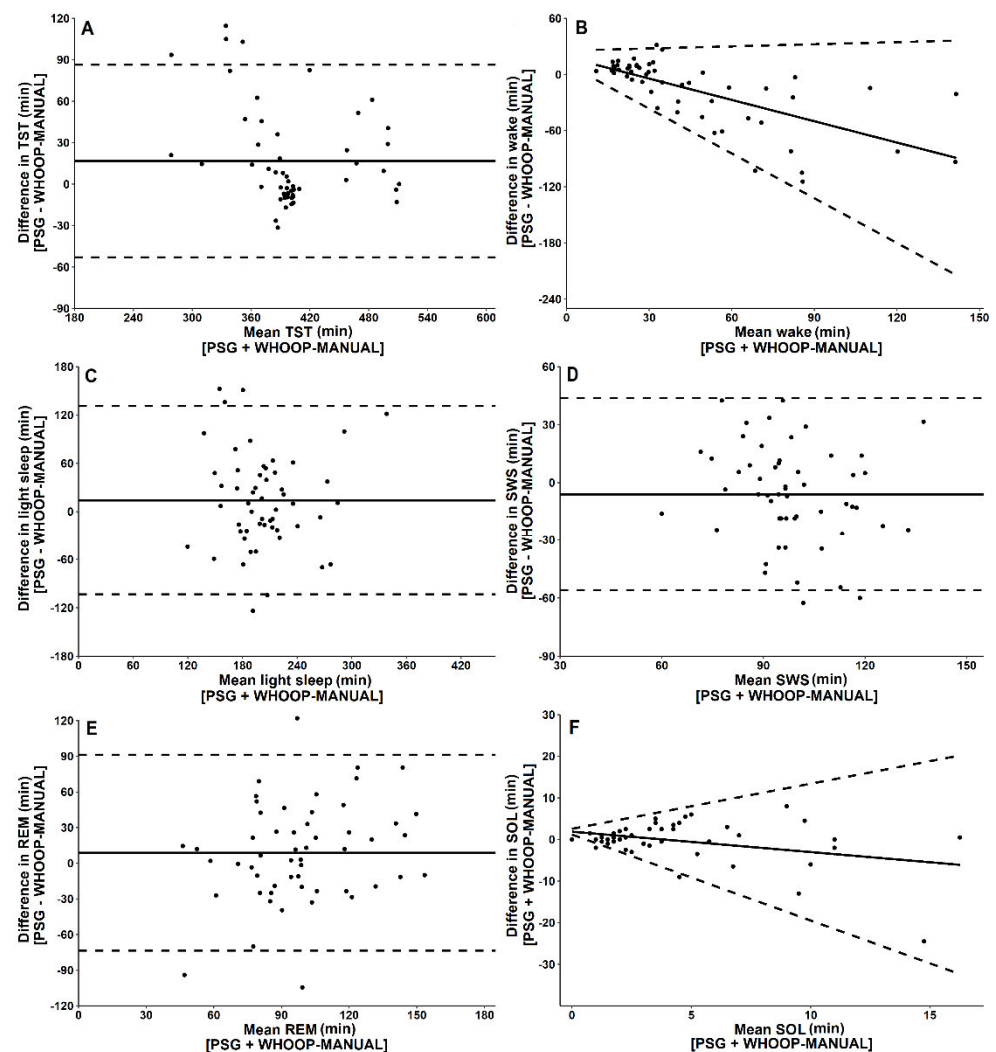 A
Difference in TST (min)
[PSG - WHOOP-MANUAL]
120
90
60
30
0
-30
-60
-90
180 240 300 360 420 480 540 600
Mean TST (min)
[PSG + WHOOP-MANUAL]
B
Difference in wake (min)
[PSG - WHOOP-MANUAL]
60
0
-60
-120
-180
-240
0 30 60 90 120 150
Mean wake (min)
[PSG + WHOOP-MANUAL]
C
Difference in light sleep (min)
[PSG - WHOOP-MANUAL]
180
120
60
0
-60
-120
-180
0 60 120 180 240 300 360 420
Mean light sleep (min)
[PSG + WHOOP-MANUAL]
D
Difference in SWS (min)
[PSG - WHOOP-MANUAL]
60
30
0
-30
-60
-90
30 60 90 120 150
Mean SWS (min)
[PSG + WHOOP-MANUAL]
E
Difference in REM (min)
[PSG - WHOOP-MANUAL]
120
90
60
30
0
-30
-60
-90
-120
0 30 60 90 120 150 180
Mean REM (min)
[PSG + WHOOP-MANUAL]
F
Difference in SOL (min)
[PSG + WHOOP-MANUAL]
30
20
10
0
-10
-20
-30
0 5 10 15
Mean SOL (min)
[PSG + WHOOP-MANUAL]